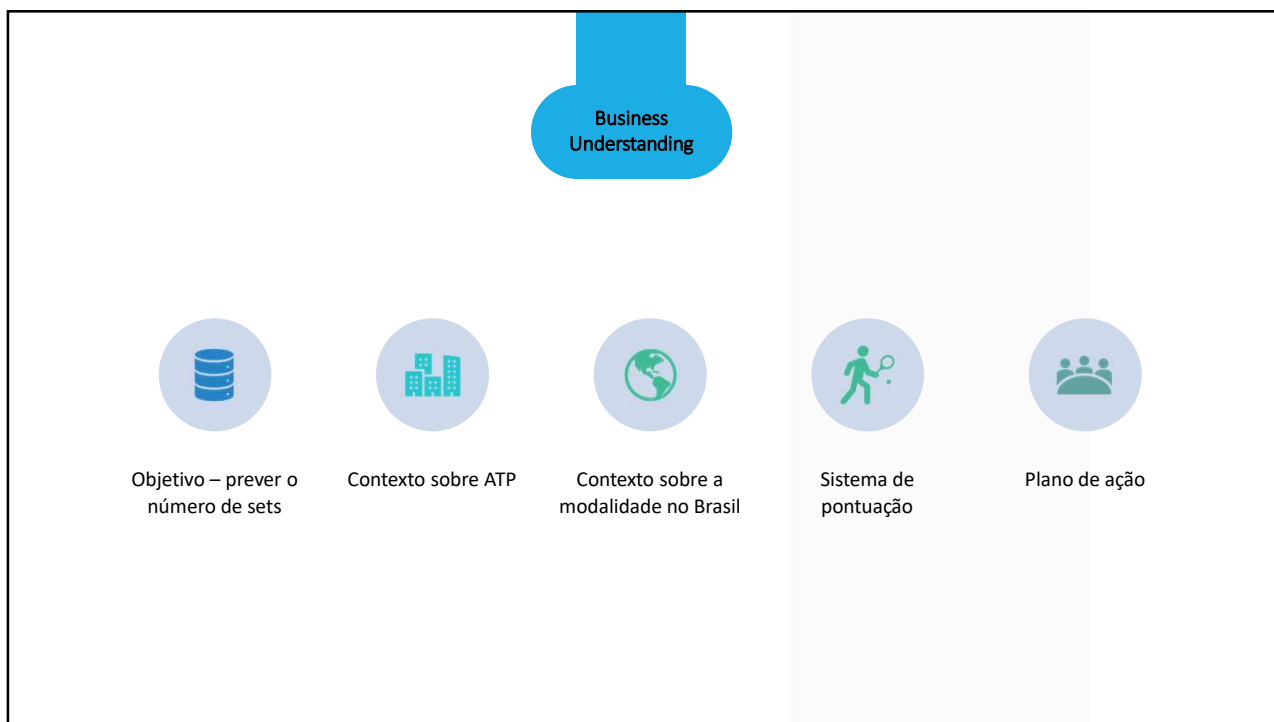 Business
Understanding
Objetivo – prever o
número de sets
Contexto sobre ATP
Contexto sobre a
modalidade no Brasil
Sistema de
pontuação
Plano de ação